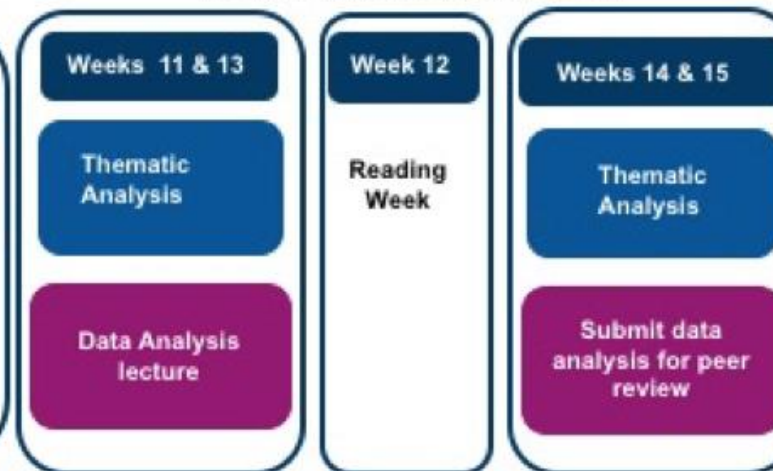 Weeks 11 & 13
Thematic
Analysis
Data Analysis
lecture
Week 12
Reading
Week
Weeks 14 & 15
Thematic
Analysis
Submit data
analysis for peer
review